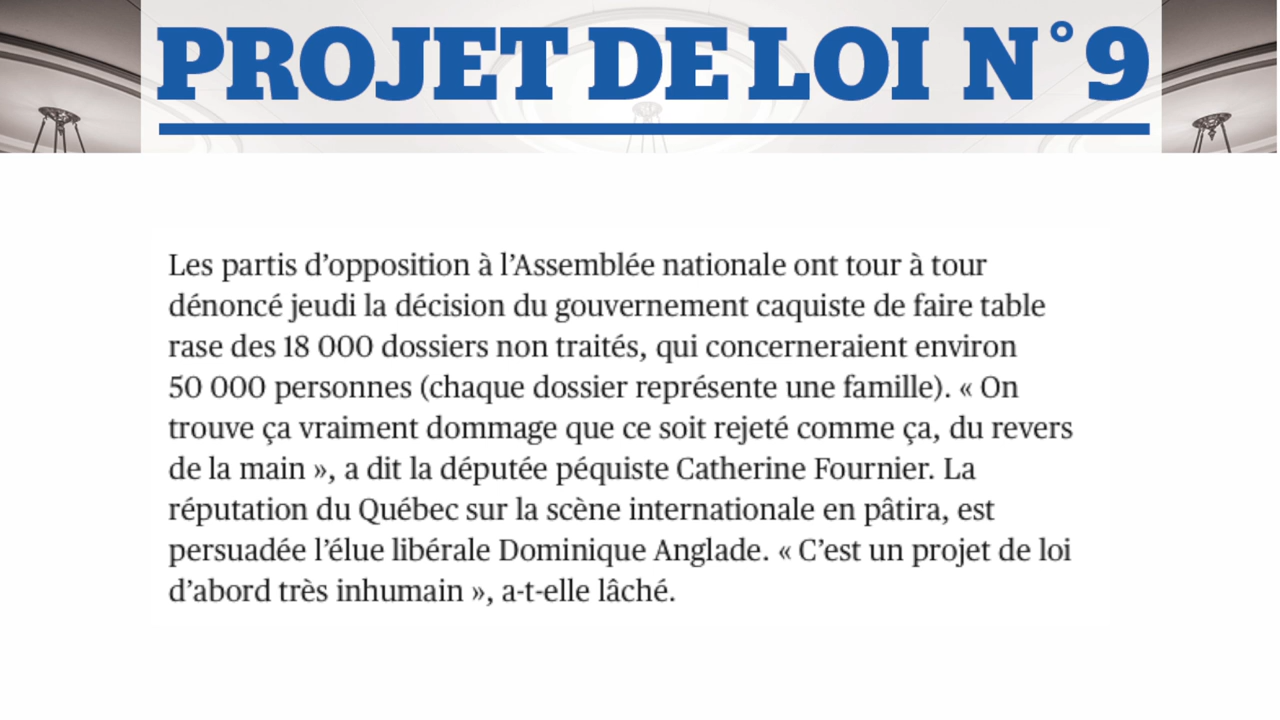 PROJET DE LOI N°9
Les partis d’opposition à l’Assemblée nationale ont tour à tour
dénoncé jeudi la décision du gouvernement caquiste de faire table
rase des 18 000 dossiers non traités, qui concerneraient environ
50 000 personnes (chaque dossier représente une famille). « On
trouve ça vraiment dommage que ce soit rejeté comme ça, du revers
de la main », a dit la députée péquiste Catherine Fournier. La
réputation du Québec sur la scène internationale en pâtira, est
persuadée l’élue libérale Dominique Anglade. « C’est un projet de loi
d’abord très inhumain », a-t-elle lâché.